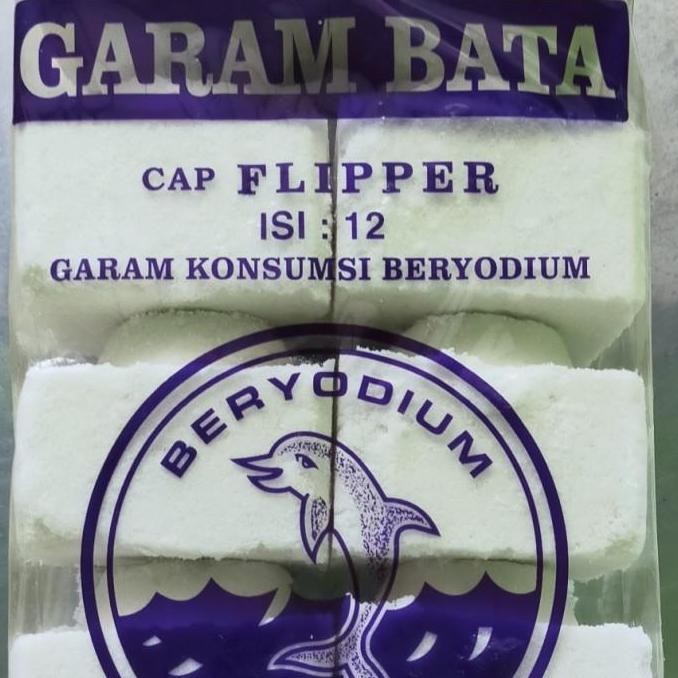 GARAM BATA
CAP FLIPPER
ISI : 12
GARAM KONSUMSI BERYODIUM
BERYODIUM